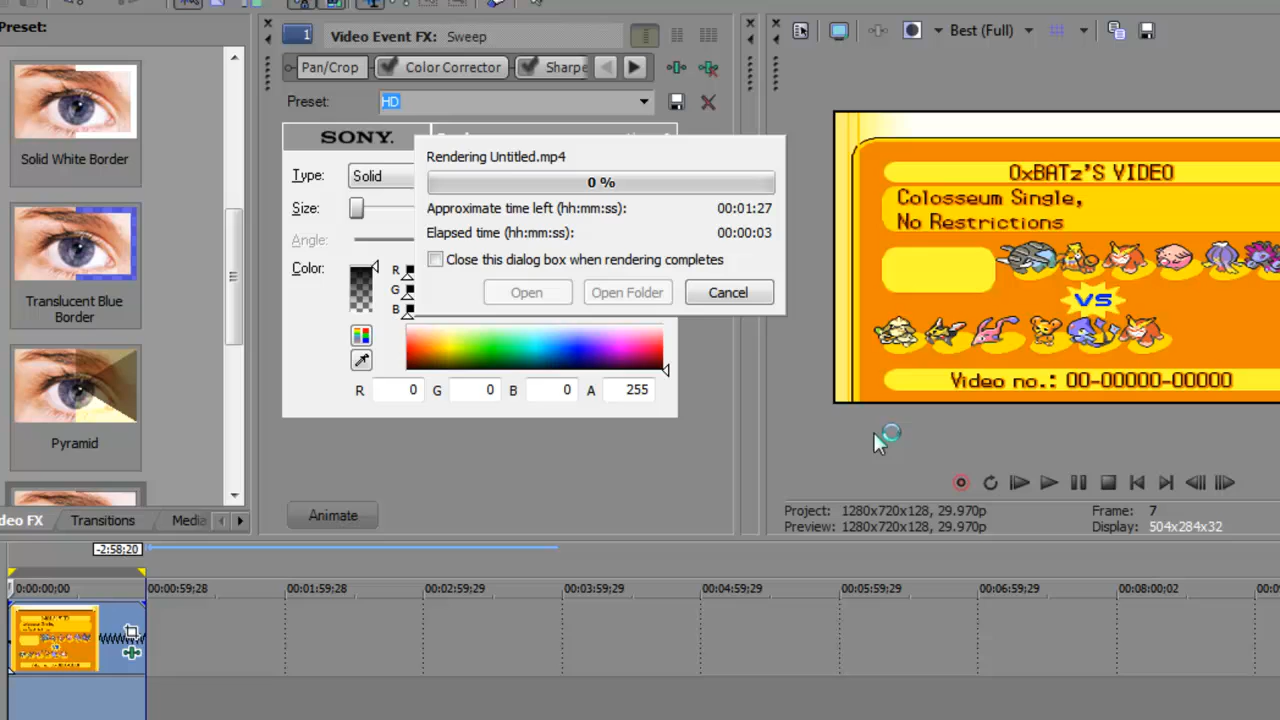 Preset:
Solid White Border
Translucent Blue
Border
Pyramid
deo FX
Transitions
Media
1
Video Event FX: Sweep
Pan/Crop
Color Corrector
Sharpe
Preset:
HD
SONY.
Type:
Solid
Size:
Angle:
Color:
R
G
B
R 0 G 0 B 0 A 255
Animate
Rendering Untitled.mp4
0 %
Approximate time left (hh:mm:ss): 00:01:27
Elapsed time (hh:mm:ss): 00:00:03
Close this dialog box when rendering completes
Open
Open Folder
Cancel
Best (Full)
OxBATz'S VIDEO
Colosseum Single,
No Restrictions
VS
Video no.: 00-00000-00000
Project: 1280x720x128, 29.970p
Preview: 1280x720x128, 29.970p
Frame: 7
Display: 504x284x32
-2:58;20
0:00:00;00 00:00:59;28 00:01:59;28 00:02:59;29 00:03:59;29 00:04:59;29 00:05:59;29 00:06:59;29 00:08:00;02